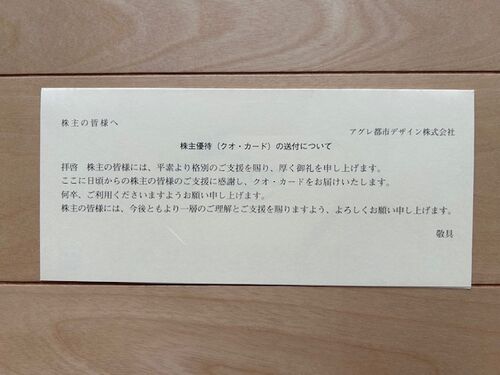 株主の皆様へ
アグレ都市デザイン株式会社
株主優待（クオ・カード）の送付について
拝啓　株主の皆様には、平素より格別のご支援を賜り、厚く御礼を申し上げます。
ここに日頃からの株主の皆様のご支援に感謝し、クオ・カードをお届けいたします。
何卒、ご利用くださいますようお願い申し上げます。
株主の皆様には、今後ともより一層のご理解とご支援を賜りますよう、よろしくお願い申し上げます。
敬具